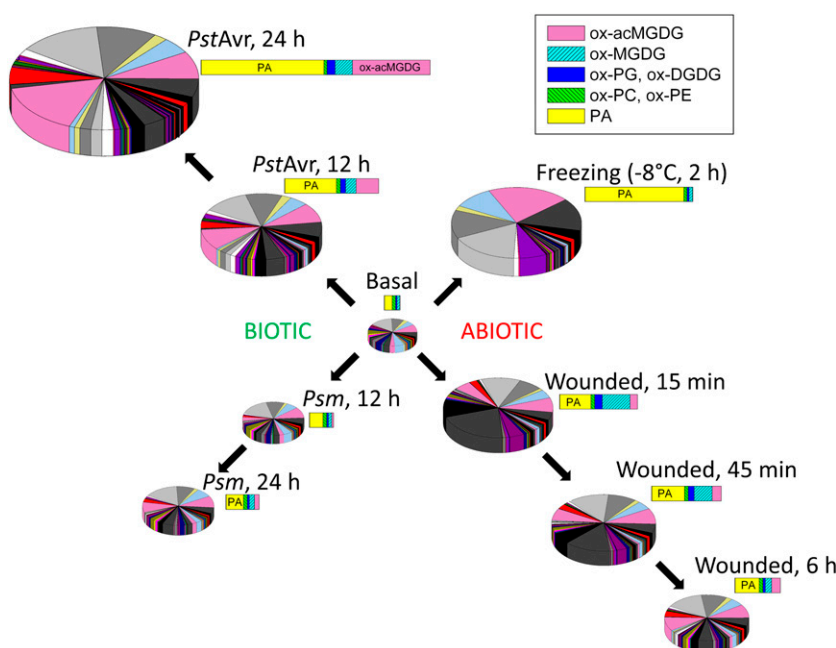 PstAvr, 24 h
PA
ox-acMGDG
ox-acMGDG
ox-MGDG
ox-PG, ox-DGDG
ox-PC, ox-PE
PA
PstAvr, 12 h
PA
Freezing (-8°C, 2 h)
PA
Basal
BIOTIC
ABIOTIC
Psm, 12 h
Wounded, 15 min
PA
Psm, 24 h
PA
Wounded, 45 min
PA
Wounded, 6 h
PA